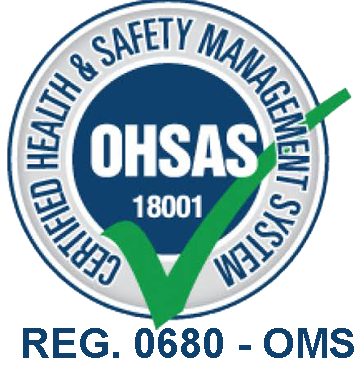 CERTIFIED HEALTH & SAFETY MANAGEMENT SYSTEM
OHSAS
18001
REG. 0680 - OMS